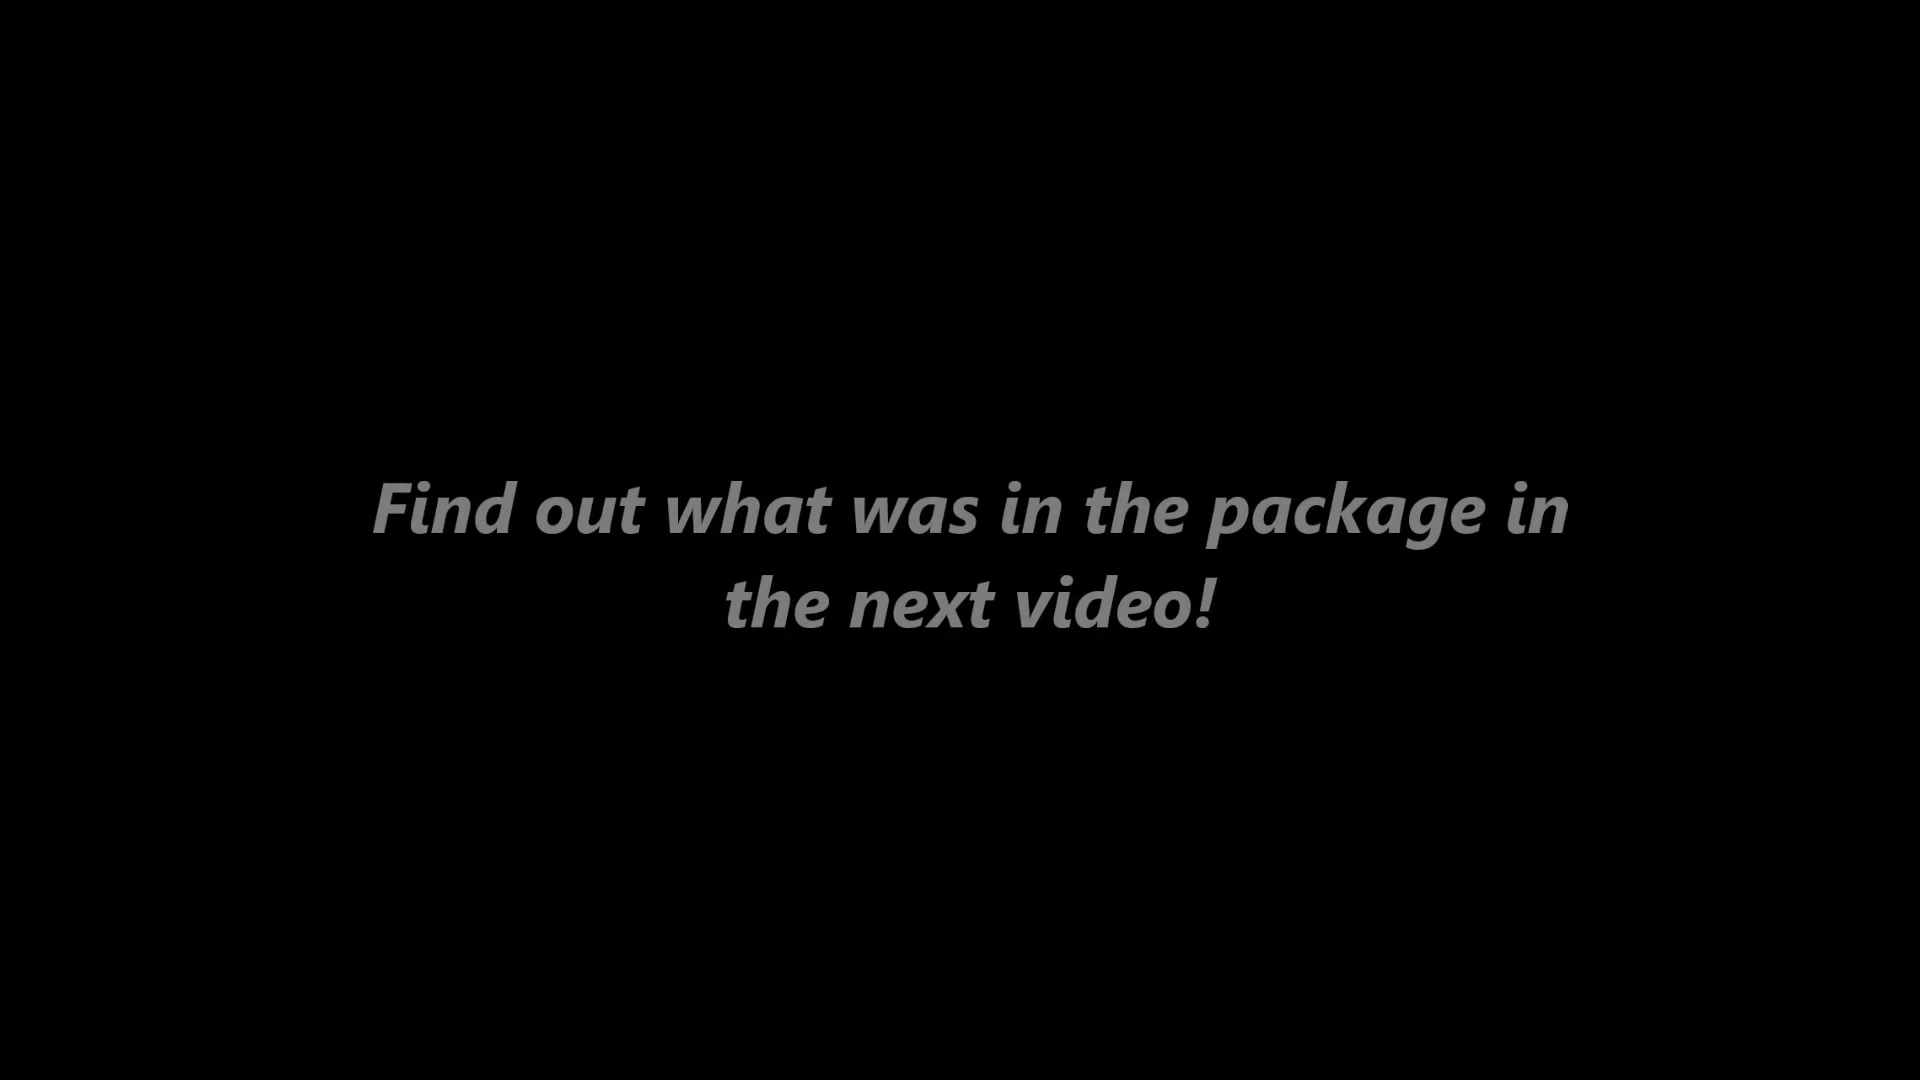 Find out what was in the package in
the next video!